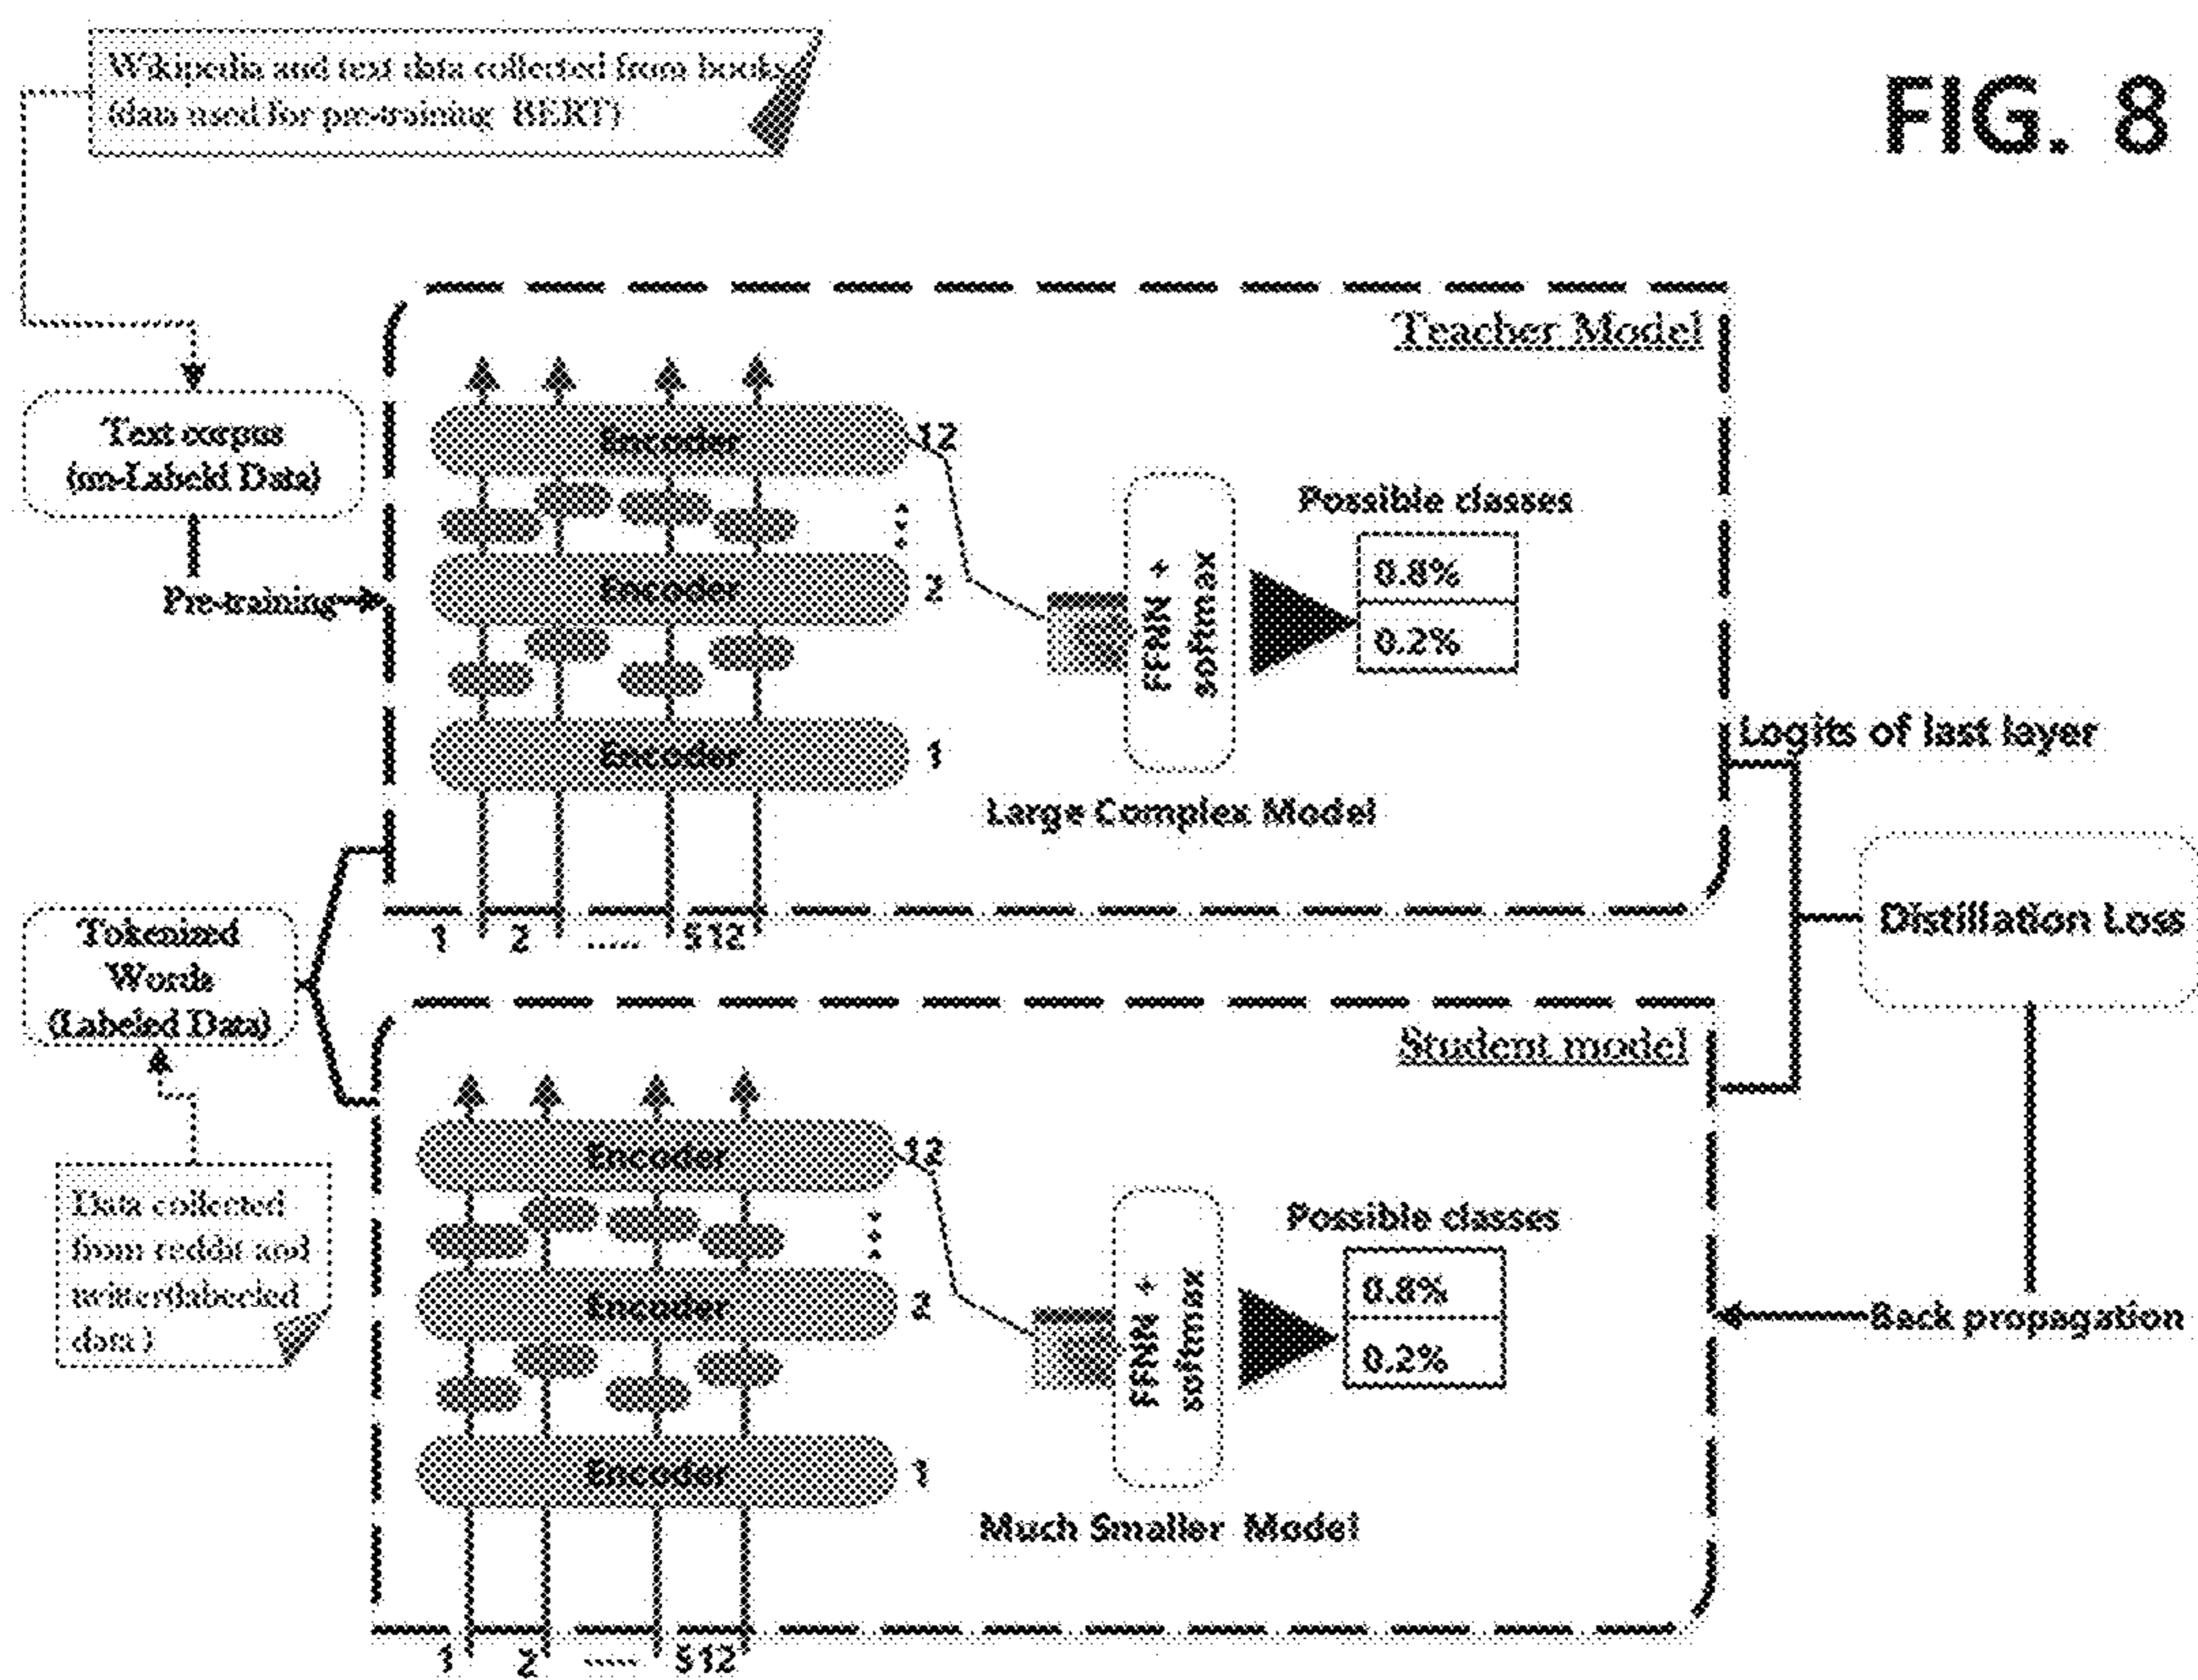 FIG. 8
Wikipedia and text data collected from books
(data used for pre-training BERT)
Text corpus
(un-Labeld Data)
Pre-training
Teacher Model
Encoder
12
Encoder
2
Encoder
1
FFNN +
softmax
Possible classes
0.8%
0.2%
Large Complex Model
1 2 ..... 512
Logits of last layer
Distillation Loss
Back propagation
Tokenized
Words
(Labeled Data)
Data collected
from reddit and
twitter(labeeled
data )
Student model
Encoder
12
Encoder
2
Encoder
1
FFNN +
softmax
Possible classes
0.8%
0.2%
Much Smaller Model
1 2 ..... 512